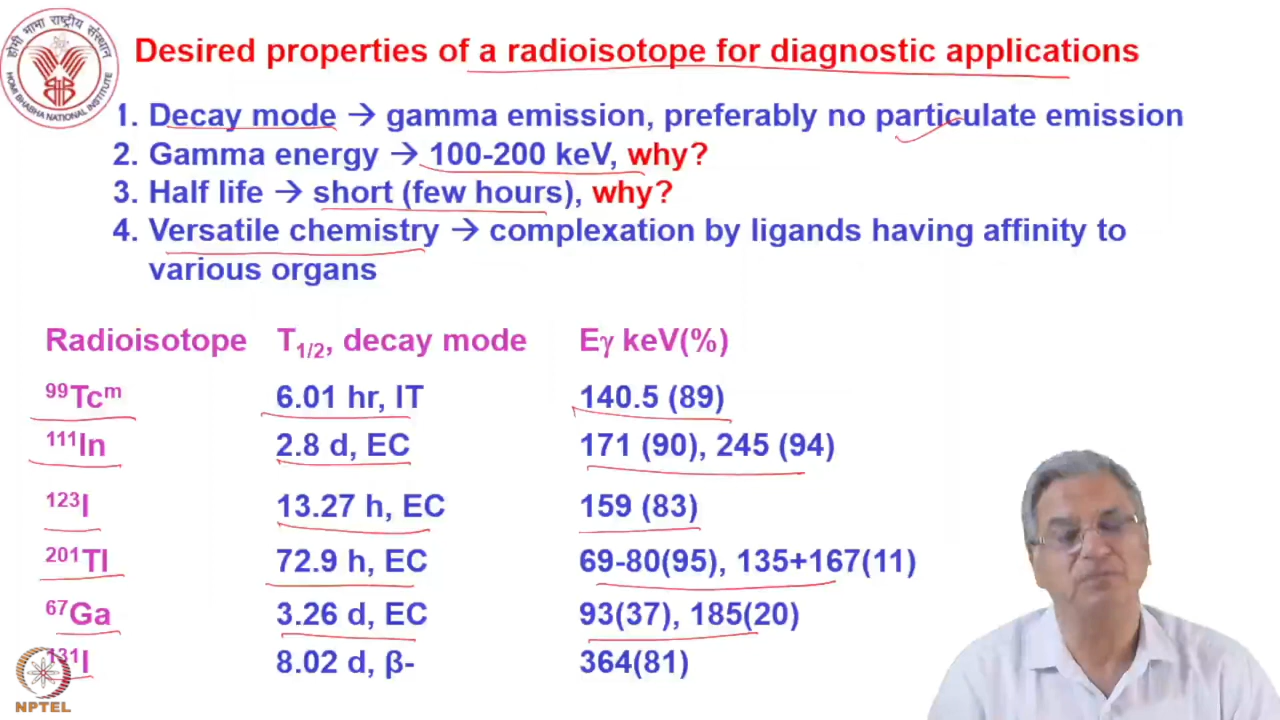 होमी भाभा राष्ट्रीय संस्थान
HOMI BHABHA NATIONAL INSTITUTE
Desired properties of a radioisotope for diagnostic applications
1. Decay mode → gamma emission, preferably no particulate emission
2. Gamma energy → 100-200 keV, why?
3. Half life → short (few hours), why?
4. Versatile chemistry → complexation by ligands having affinity to
various organs
Radioisotope T1/2, decay mode Eγ keV(%)
⁹⁹Tcᵐ 6.01 hr, IT 140.5 (89)
¹¹¹In 2.8 d, EC 171 (90), 245 (94)
¹²³I 13.27 h, EC 159 (83)
²⁰¹Tl 72.9 h, EC 69-80(95), 135+167(11)
⁶⁷Ga 3.26 d, EC 93(37), 185(20)
¹³¹I 8.02 d, β- 364(81)
NPTEL